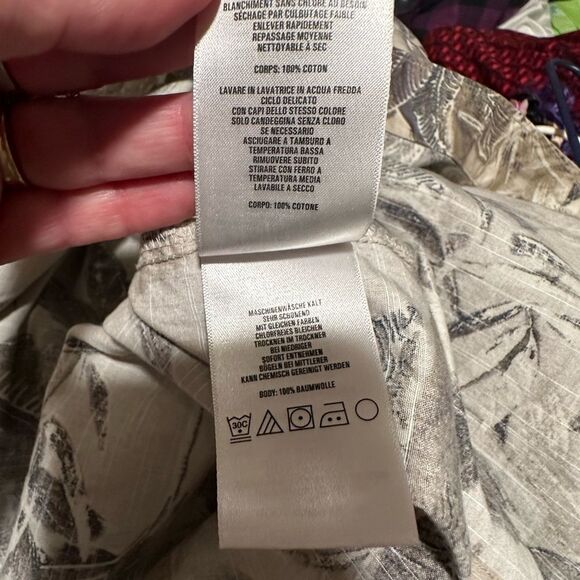 BLANCHIMENT SANS CHLORE AU BESOIN
SÉCHAGE PAR CULBUTAGE FAIBLE
ENLEVER RAPIDEMENT
REPASSAGE MOYENNE
NETTOYABLE À SEC
CORPS: 100% COTON
LAVARE IN LAVATRICE IN ACQUA FREDDA
CICLO DELICATO
CON CAPI DELLO STESSO COLORE
SOLO CANDEGGINA SENZA CLORO
SE NECESSARIO
ASCIUGARE A TAMBURO A
TEMPERATURA BASSA
RIMUOVERE SUBITO
STIRARE CON FERRO A
TEMPERATURA MEDIA
LAVABILE A SECCO
CORPO: 100% COTONE
MASCHINENWÄSCHE KALT
SEHR SCHONEND
MIT GLEICHEN FARBEN
CHLORFREIES BLEICHEN
TROCKNEN IM TROCKNER
BEI NIEDRIGER
SOFORT ENTNEHMEN
BÜGELN BEI MITTLERER
KANN CHEMISCH GEREINIGT WERDEN
BODY: 100% BAUMWOLLE
30C